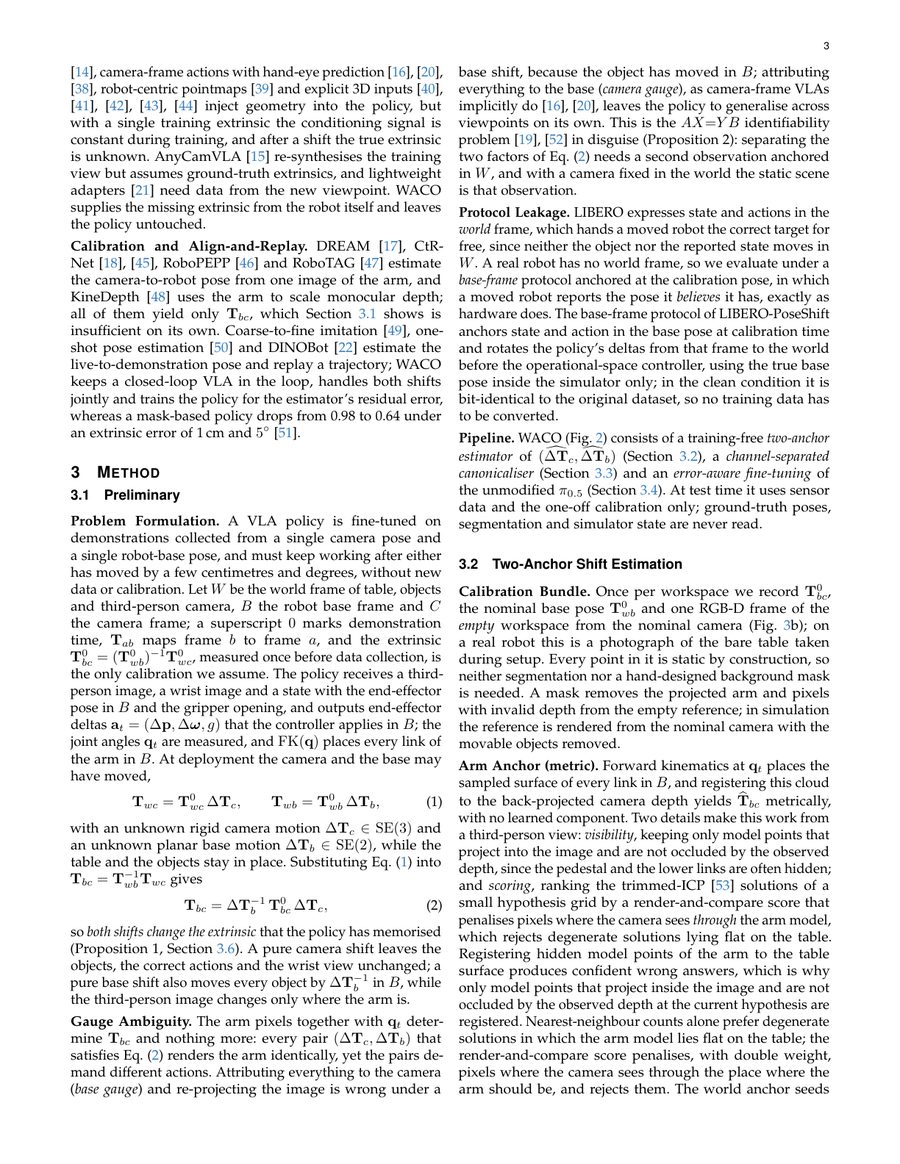 3
[14], camera-frame actions with hand-eye prediction [16], [20],
[38], robot-centric pointmaps [39] and explicit 3D inputs [40],
[41], [42], [43], [44] inject geometry into the policy, but
with a single training extrinsic the conditioning signal is
constant during training, and after a shift the true extrinsic
is unknown. AnyCamVLA [15] re-synthesises the training
view but assumes ground-truth extrinsics, and lightweight
adapters [21] need data from the new viewpoint. WACO
supplies the missing extrinsic from the robot itself and leaves
the policy untouched.
Calibration and Align-and-Replay. DREAM [17], CtR-
Net [18], [45], RoboPEPP [46] and RoboTAG [47] estimate
the camera-to-robot pose from one image of the arm, and
KineDepth [48] uses the arm to scale monocular depth;
all of them yield only T_bc, which Section 3.1 shows is
insufficient on its own. Coarse-to-fine imitation [49], one-
shot pose estimation [50] and DINOBot [22] estimate the
live-to-demonstration pose and replay a trajectory; WACO
keeps a closed-loop VLA in the loop, handles both shifts
jointly and trains the policy for the estimator's residual error,
whereas a mask-based policy drops from 0.98 to 0.64 under
an extrinsic error of 1 cm and 5° [51].
3 METHOD
3.1 Preliminary
Problem Formulation. A VLA policy is fine-tuned on
demonstrations collected from a single camera pose and
a single robot-base pose, and must keep working after either
has moved by a few centimetres and degrees, without new
data or calibration. Let W be the world frame of table, objects
and third-person camera, B the robot base frame and C
the camera frame; a superscript 0 marks demonstration
time, T_ab maps frame b to frame a, and the extrinsic
T^0_bc = (T^0_wb)^−1 T^0_wc, measured once before data collection, is
the only calibration we assume. The policy receives a third-
person image, a wrist image and a state with the end-effector
pose in B and the gripper opening, and outputs end-effector
deltas a_t = (Δp, Δω, g) that the controller applies in B; the
joint angles q_t are measured, and FK(q) places every link of
the arm in B. At deployment the camera and the base may
have moved,
T_wc = T^0_wc ΔT_c, T_wb = T^0_wb ΔT_b, (1)
with an unknown rigid camera motion ΔT_c ∈ SE(3) and
an unknown planar base motion ΔT_b ∈ SE(2), while the
table and the objects stay in place. Substituting Eq. (1) into
T_bc = T^−1_wb T_wc gives
T_bc = ΔT^−1_b T^0_bc ΔT_c, (2)
so both shifts change the extrinsic that the policy has memorised
(Proposition 1, Section 3.6). A pure camera shift leaves the
objects, the correct actions and the wrist view unchanged; a
pure base shift also moves every object by ΔT^−1_b in B, while
the third-person image changes only where the arm is.
Gauge Ambiguity. The arm pixels together with q_t deter-
mine T_bc and nothing more: every pair (ΔT_c, ΔT_b) that
satisfies Eq. (2) renders the arm identically, yet the pairs de-
mand different actions. Attributing everything to the camera
(base gauge) and re-projecting the image is wrong under a
base shift, because the object has moved in B; attributing
everything to the base (camera gauge), as camera-frame VLAs
implicitly do [16], [20], leaves the policy to generalise across
viewpoints on its own. This is the AX=YB identifiability
problem [19], [52] in disguise (Proposition 2): separating the
two factors of Eq. (2) needs a second observation anchored
in W, and with a camera fixed in the world the static scene
is that observation.
Protocol Leakage. LIBERO expresses state and actions in the
world frame, which hands a moved robot the correct target for
free, since neither the object nor the reported state moves in
W. A real robot has no world frame, so we evaluate under a
base-frame protocol anchored at the calibration pose, in which
a moved robot reports the pose it believes it has, exactly as
hardware does. The base-frame protocol of LIBERO-PoseShift
anchors state and action in the base pose at calibration time
and rotates the policy's deltas from that frame to the world
before the operational-space controller, using the true base
pose inside the simulator only; in the clean condition it is
bit-identical to the original dataset, so no training data has
to be converted.
Pipeline. WACO (Fig. 2) consists of a training-free two-anchor
estimator of (Δ̂T_c, Δ̂T_b) (Section 3.2), a channel-separated
canonicaliser (Section 3.3) and an error-aware fine-tuning of
the unmodified π_0.5 (Section 3.4). At test time it uses sensor
data and the one-off calibration only; ground-truth poses,
segmentation and simulator state are never read.
3.2 Two-Anchor Shift Estimation
Calibration Bundle. Once per workspace we record T^0_bc,
the nominal base pose T^0_wb and one RGB-D frame of the
empty workspace from the nominal camera (Fig. 3b); on
a real robot this is a photograph of the bare table taken
during setup. Every point in it is static by construction, so
neither segmentation nor a hand-designed background mask
is needed. A mask removes the projected arm and pixels
with invalid depth from the empty reference; in simulation
the reference is rendered from the nominal camera with the
movable objects removed.
Arm Anchor (metric). Forward kinematics at q_t places the
sampled surface of every link in B, and registering this cloud
to the back-projected camera depth yields T̂_bc metrically,
with no learned component. Two details make this work from
a third-person view: visibility, keeping only model points that
project into the image and are not occluded by the observed
depth, since the pedestal and the lower links are often hidden;
and scoring, ranking the trimmed-ICP [53] solutions of a
small hypothesis grid by a render-and-compare score that
penalises pixels where the camera sees through the arm model,
which rejects degenerate solutions lying flat on the table.
Registering hidden model points of the arm to the table
surface produces confident wrong answers, which is why
only model points that project inside the image and are not
occluded by the observed depth at the current hypothesis are
registered. Nearest-neighbour counts alone prefer degenerate
solutions in which the arm model lies flat on the table; the
render-and-compare score penalises, with double weight,
pixels where the camera sees through the place where the
arm should be, and rejects them. The world anchor seeds